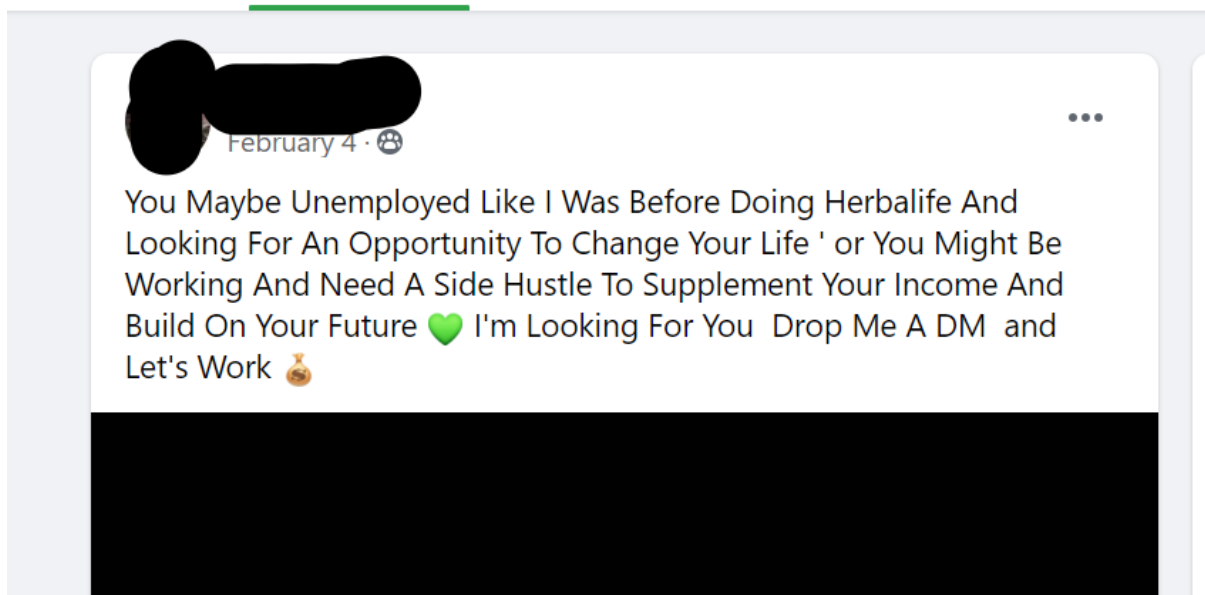 February 4 ·
You Maybe Unemployed Like I Was Before Doing Herbalife And
Looking For An Opportunity To Change Your Life ' or You Might Be
Working And Need A Side Hustle To Supplement Your Income And
Build On Your Future 💚 I'm Looking For You  Drop Me A DM  and
Let's Work 💰